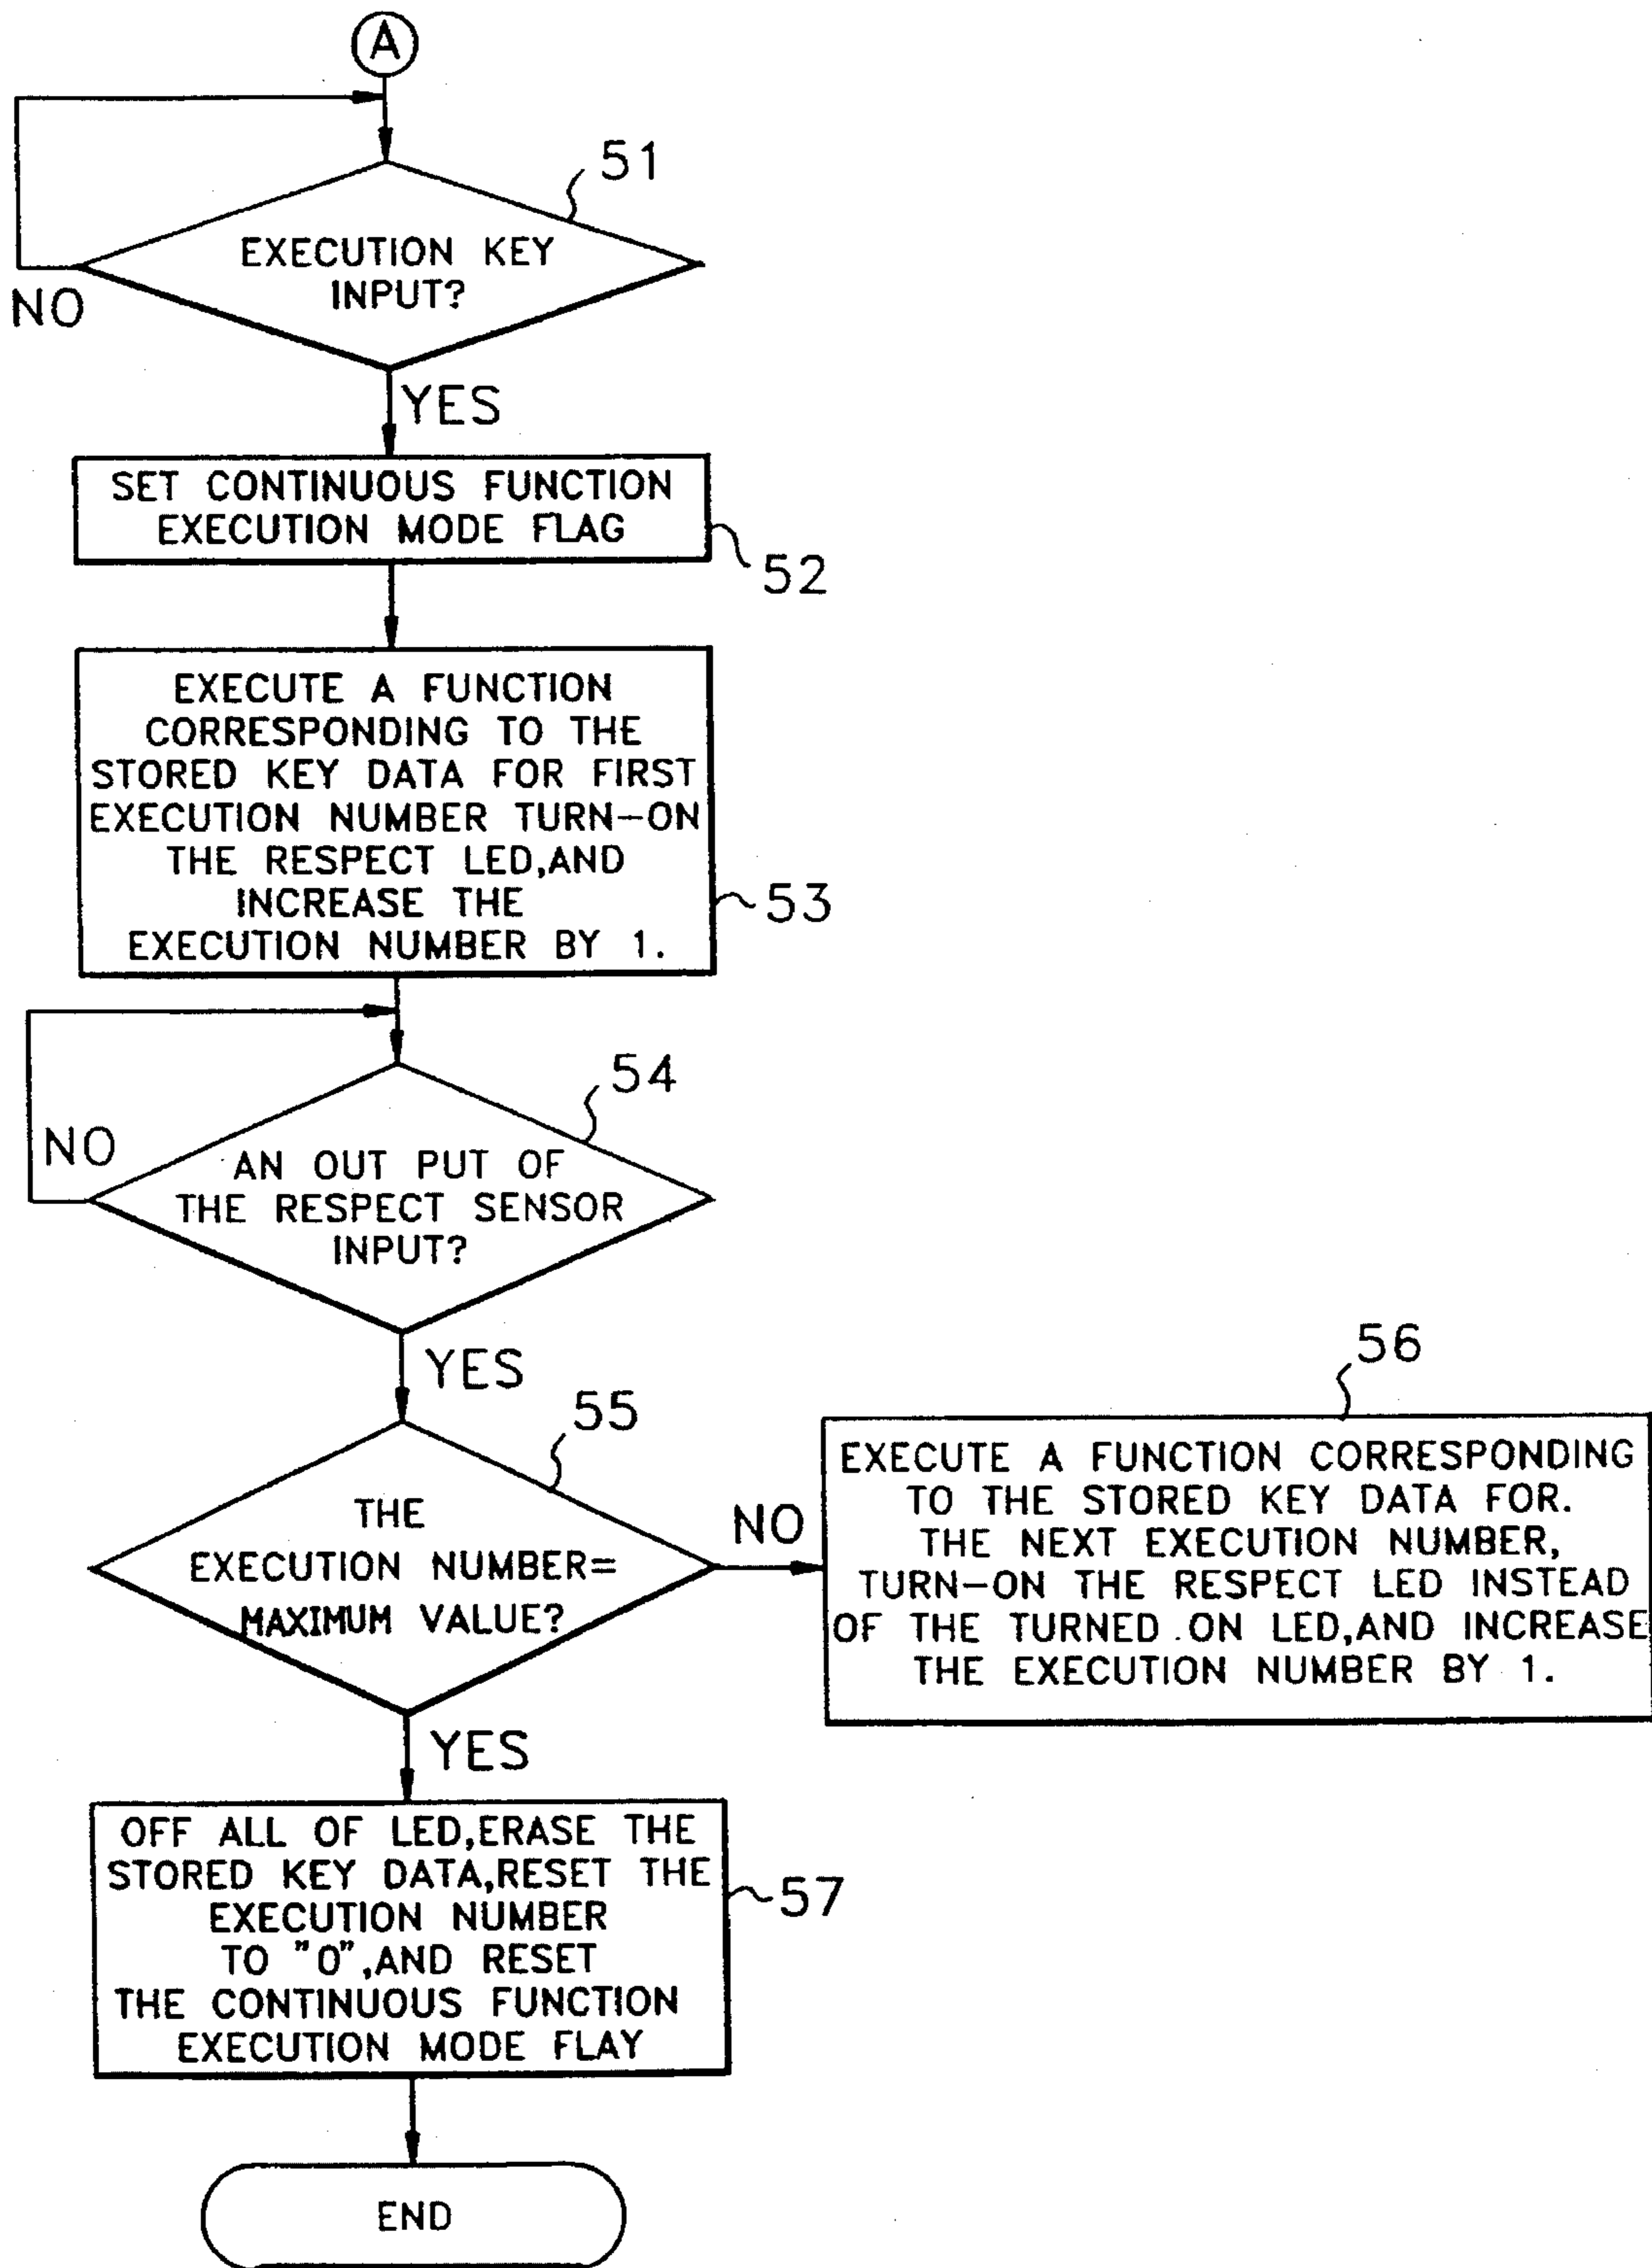 A
51
EXECUTION KEY
INPUT?
NO
YES
SET CONTINUOUS FUNCTION
EXECUTION MODE FLAG
52
EXECUTE A FUNCTION
CORRESPONDING TO THE
STORED KEY DATA FOR FIRST
EXECUTION NUMBER TURN-ON
THE RESPECT LED,AND
INCREASE THE
EXECUTION NUMBER BY 1.
53
54
NO
AN OUT PUT OF
THE RESPECT SENSOR
INPUT?
YES
55
THE
EXECUTION NUMBER=
MAXIMUM VALUE?
NO
56
EXECUTE A FUNCTION CORRESPONDING
TO THE STORED KEY DATA FOR.
THE NEXT EXECUTION NUMBER,
TURN-ON THE RESPECT LED INSTEAD
OF THE TURNED .ON LED,AND INCREASE
THE EXECUTION NUMBER BY 1.
YES
OFF ALL OF LED,ERASE THE
STORED KEY DATA,RESET THE
EXECUTION NUMBER
TO "0",AND RESET
THE CONTINUOUS FUNCTION
EXECUTION MODE FLAY
57
END